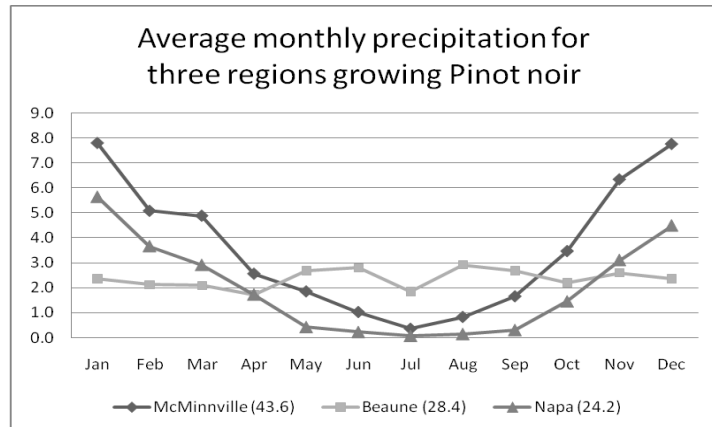 Average monthly precipitation for
three regions growing Pinot noir
9.0
8.0
7.0
6.0
5.0
4.0
3.0
2.0
1.0
0.0
Jan Feb Mar Apr May Jun Jul Aug Sep Oct Nov Dec
McMinnville (43.6) Beaune (28.4) Napa (24.2)